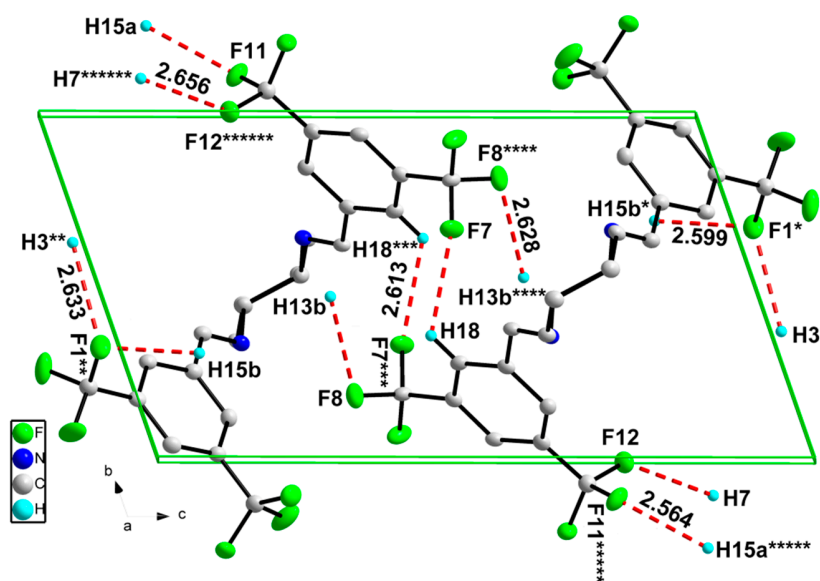 H15a
F11
H7******
2.656
F12******
F8****
H15b*
F1*
2.599
H3**
H18***
F7
2.628
2.613
2.633
H13b
H13b****
H3
F1**
H15b
H18
F7***
F8
F12
F
N
C
H
b
a
c
H7
2.564
F11*****
H15a*****